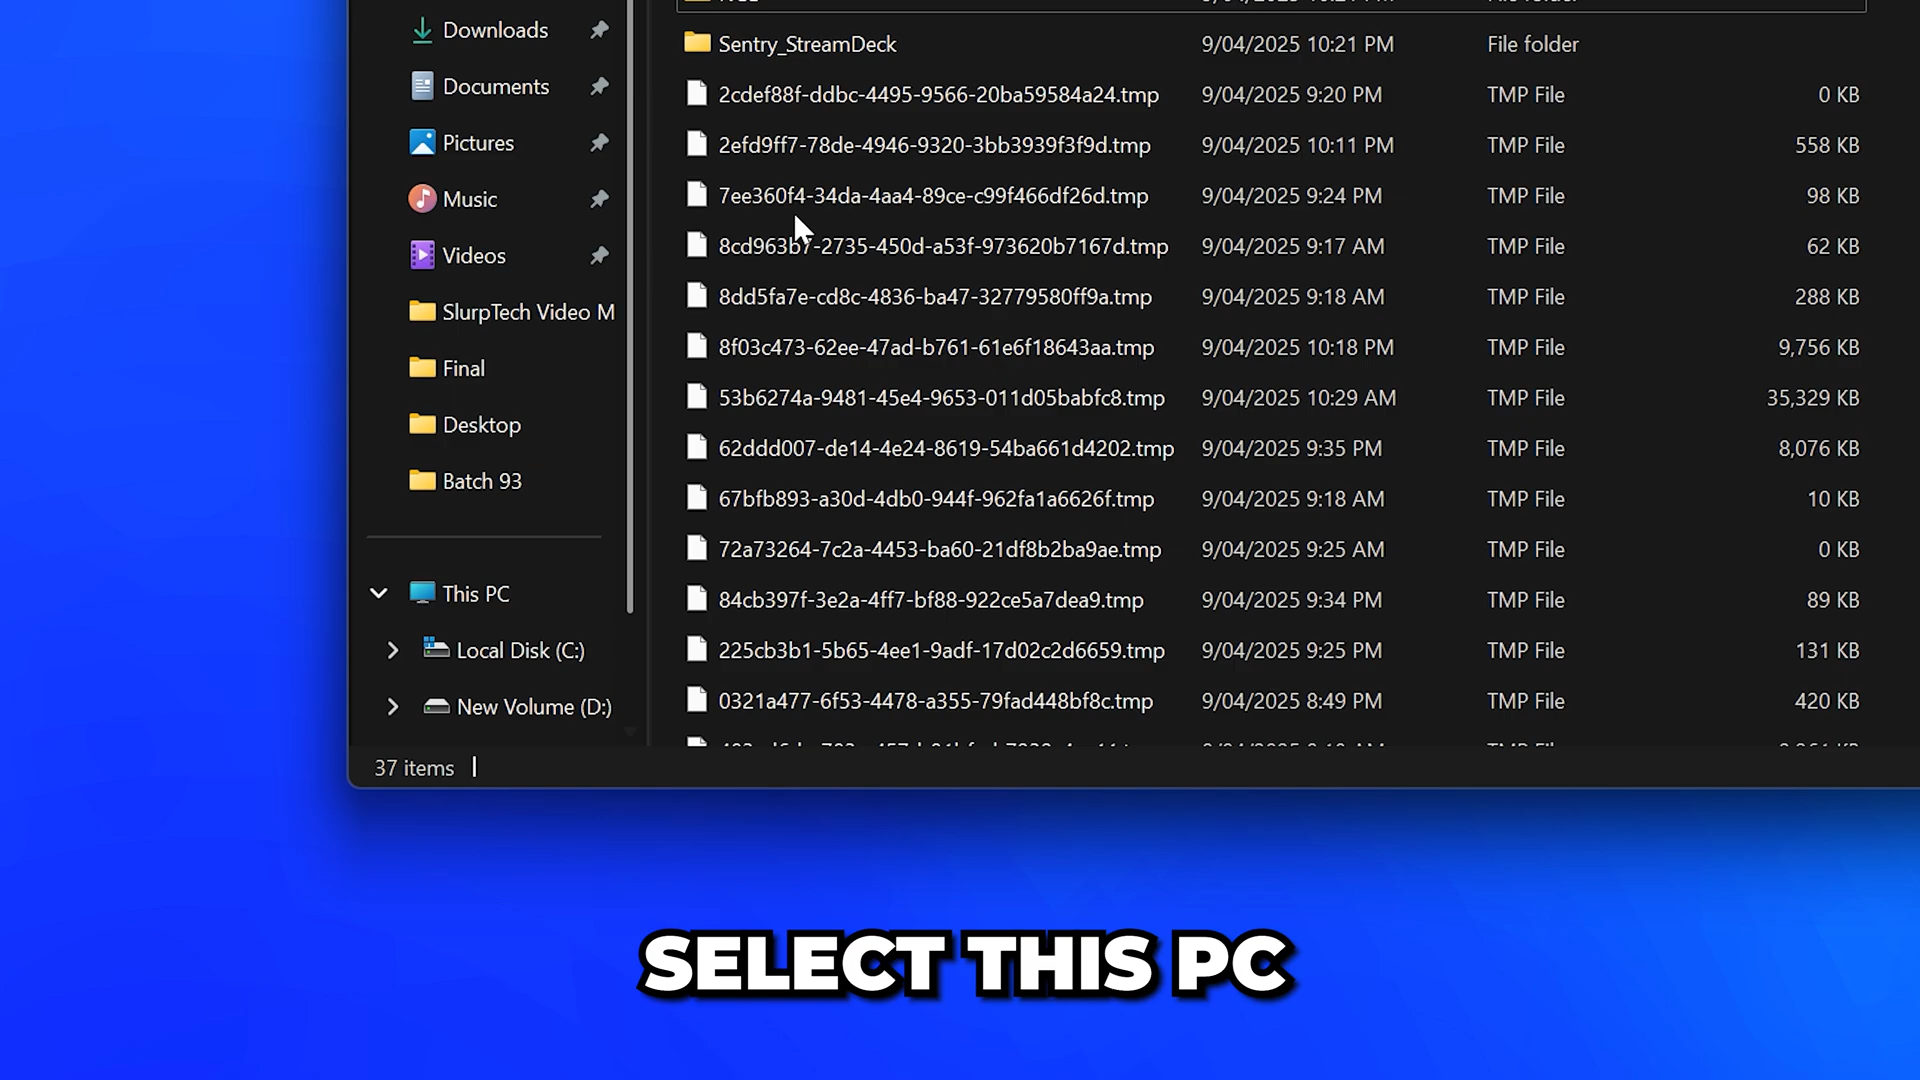 Downloads
Documents
Pictures
Music
Videos
SlurpTech Video M
Final
Desktop
Batch 93
This PC
Local Disk (C:)
New Volume (D:)
37 items
Sentry_StreamDeck 9/04/2025 10:21 PM File folder
2cdef88f-ddbc-4495-9566-20ba59584a24.tmp 9/04/2025 9:20 PM TMP File 0 KB
2efd9ff7-78de-4946-9320-3bb3939f3f9d.tmp 9/04/2025 10:11 PM TMP File 558 KB
7ee360f4-34da-4aa4-89ce-c99f466df26d.tmp 9/04/2025 9:24 PM TMP File 98 KB
8cd963b7-2735-450d-a53f-973620b7167d.tmp 9/04/2025 9:17 AM TMP File 62 KB
8dd5fa7e-cd8c-4836-ba47-32779580ff9a.tmp 9/04/2025 9:18 AM TMP File 288 KB
8f03c473-62ee-47ad-b761-61e6f18643aa.tmp 9/04/2025 10:18 PM TMP File 9,756 KB
53b6274a-9481-45e4-9653-011d05babfc8.tmp 9/04/2025 10:29 AM TMP File 35,329 KB
62ddd007-de14-4e24-8619-54ba661d4202.tmp 9/04/2025 9:35 PM TMP File 8,076 KB
67bfb893-a30d-4db0-944f-962fa1a6626f.tmp 9/04/2025 9:18 AM TMP File 10 KB
72a73264-7c2a-4453-ba60-21df8b2ba9ae.tmp 9/04/2025 9:25 AM TMP File 0 KB
84cb397f-3e2a-4ff7-bf88-922ce5a7dea9.tmp 9/04/2025 9:34 PM TMP File 89 KB
225cb3b1-5b65-4ee1-9adf-17d02c2d6659.tmp 9/04/2025 9:25 PM TMP File 131 KB
0321a477-6f53-4478-a355-79fad448bf8c.tmp 9/04/2025 8:49 PM TMP File 420 KB
SELECT THIS PC